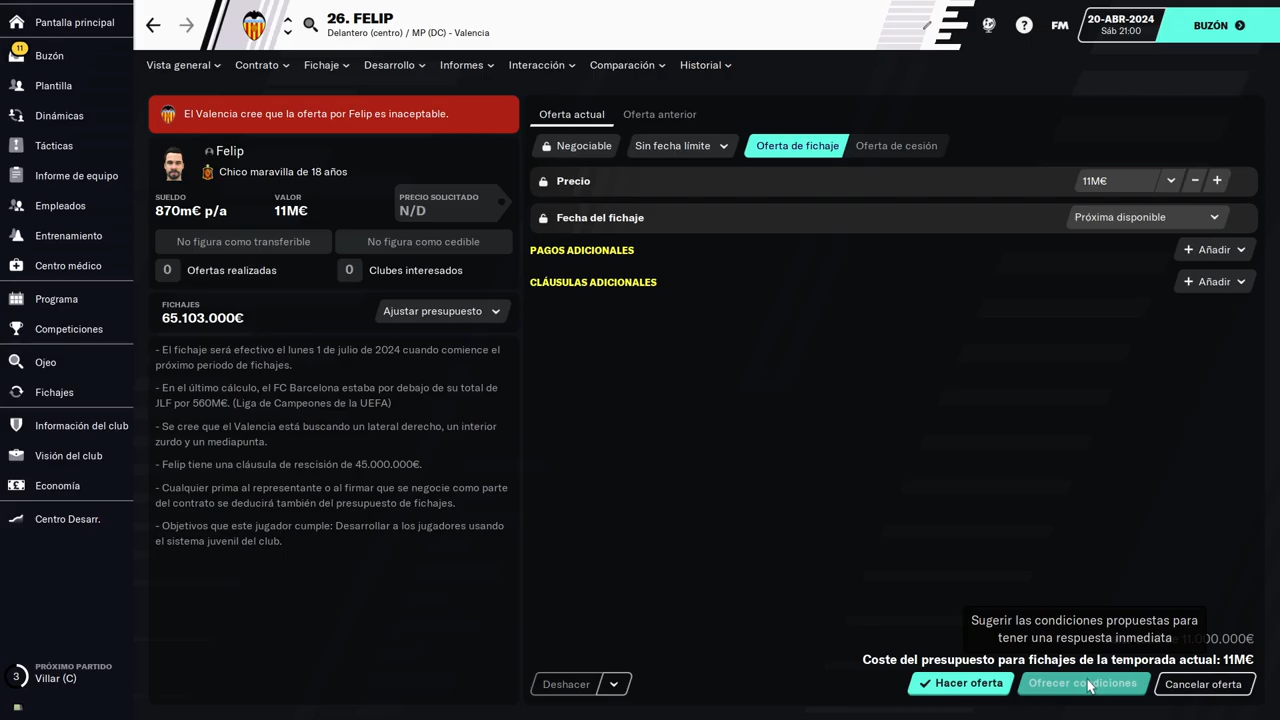 26. FELIP
Delantero (centro) / MP (DC) - Valencia
FM
20-ABR-2024
Sáb 21:00
BUZÓN
Pantalla principal
11
Buzón
Plantilla
Dinámicas
Tácticas
Informe de equipo
Empleados
Entrenamiento
Centro médico
Programa
Competiciones
Ojeo
Fichajes
Información del club
Visión del club
Economía
Centro Desarr.
3
PRÓXIMO PARTIDO
Villar (C)
Vista general
Contrato
Fichaje
Desarrollo
Informes
Interacción
Comparación
Historial
El Valencia cree que la oferta por Felip es inaceptable.
Felip
Chico maravilla de 18 años
SUELDO
VALOR
PRECIO SOLICITADO
870m€ p/a
11M€
N/D
No figura como transferible
No figura como cedible
0 Ofertas realizadas
0 Clubes interesados
FICHAJES
65.103.000€
Ajustar presupuesto
- El fichaje será efectivo el lunes 1 de julio de 2024 cuando comience el
próximo periodo de fichajes.
- En el último cálculo, el FC Barcelona estaba por debajo de su total de
JLF por 560M€. (Liga de Campeones de la UEFA)
- Se cree que el Valencia está buscando un lateral derecho, un interior
zurdo y un mediapunta.
- Felip tiene una cláusula de rescisión de 45.000.000€.
- Cualquier prima al representante o al firmar que se negocie como parte
del contrato se deducirá también del presupuesto de fichajes.
- Objetivos que este jugador cumple: Desarrollar a los jugadores usando
el sistema juvenil del club.
Oferta actual
Oferta anterior
Negociable
Sin fecha límite
Oferta de fichaje
Oferta de cesión
Precio
11M€
Fecha del fichaje
Próxima disponible
PAGOS ADICIONALES
Añadir
CLÁUSULAS ADICIONALES
Añadir
Sugerir las condiciones propuestas para
tener una respuesta inmediata
11.000.000€
Coste del presupuesto para fichajes de la temporada actual: 11M€
Deshacer
Hacer oferta
Ofrecer condiciones
Cancelar oferta